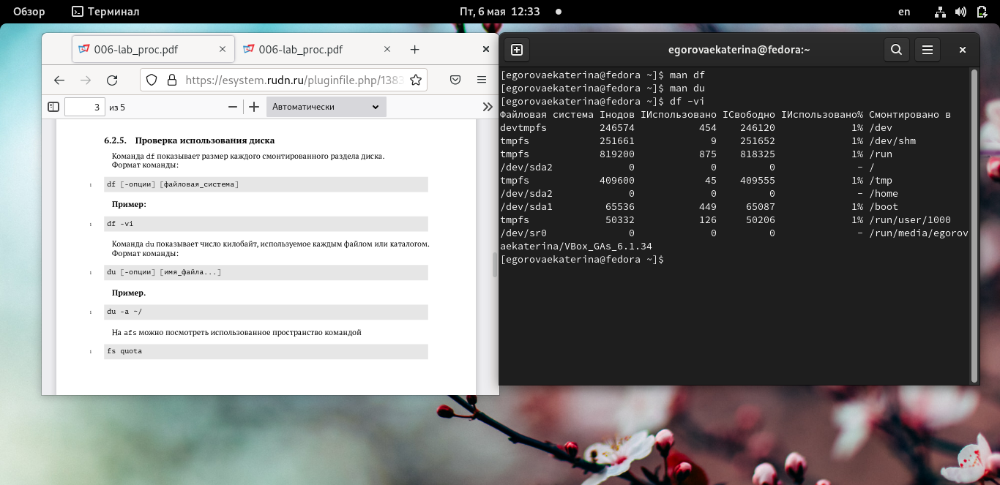 Обзор Терминал Пт, 6 мая 12:33 en
006-lab_proc.pdf 006-lab_proc.pdf
https://esystem.rudn.ru/pluginfile.php/1383
3 из 5 Автоматически
6.2.5. Проверка использования диска
Команда df показывает размер каждого смонтированного раздела диска.
Формат команды:
1 df [-опции] [файловая_система]
Пример:
1 df -vi
Команда du показывает число килобайт, используемое каждым файлом или каталогом.
Формат команды:
1 du [-опции] [имя_файла...]
Пример.
1 du -a ~/
На afs можно посмотреть использованное пространство командой
1 fs quota
egorovaekaterina@fedora:~
[egorovaekaterina@fedora ~]$ man df
[egorovaekaterina@fedora ~]$ man du
[egorovaekaterina@fedora ~]$ df -vi
Файловая система Iнодов IИспользовано IСвободно IИспользовано% Смонтировано в
devtmpfs 246574 454 246120 1% /dev
tmpfs 251661 9 251652 1% /dev/shm
tmpfs 819200 875 818325 1% /run
/dev/sda2 0 0 0 - /
tmpfs 409600 45 409555 1% /tmp
/dev/sda2 0 0 0 - /home
/dev/sda1 65536 449 65087 1% /boot
tmpfs 50332 126 50206 1% /run/user/1000
/dev/sr0 0 0 0 - /run/media/egorov
aekaterina/VBox_GAs_6.1.34
[egorovaekaterina@fedora ~]$